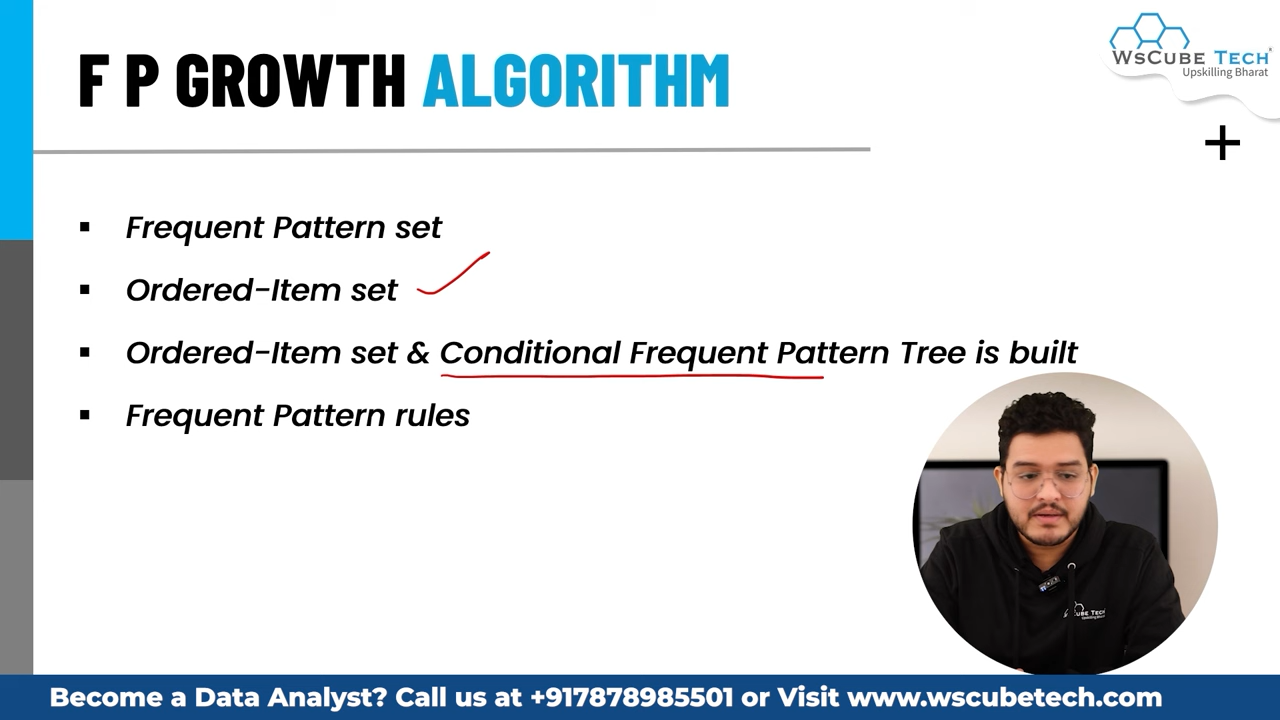 WsCube Tech
Upskilling Bharat
F P GROWTH ALGORITHM
Frequent Pattern set
Ordered-Item set
Ordered-Item set & Conditional Frequent Pattern Tree is built
Frequent Pattern rules
Become a Data Analyst? Call us at +917878985501 or Visit www.wscubetech.com